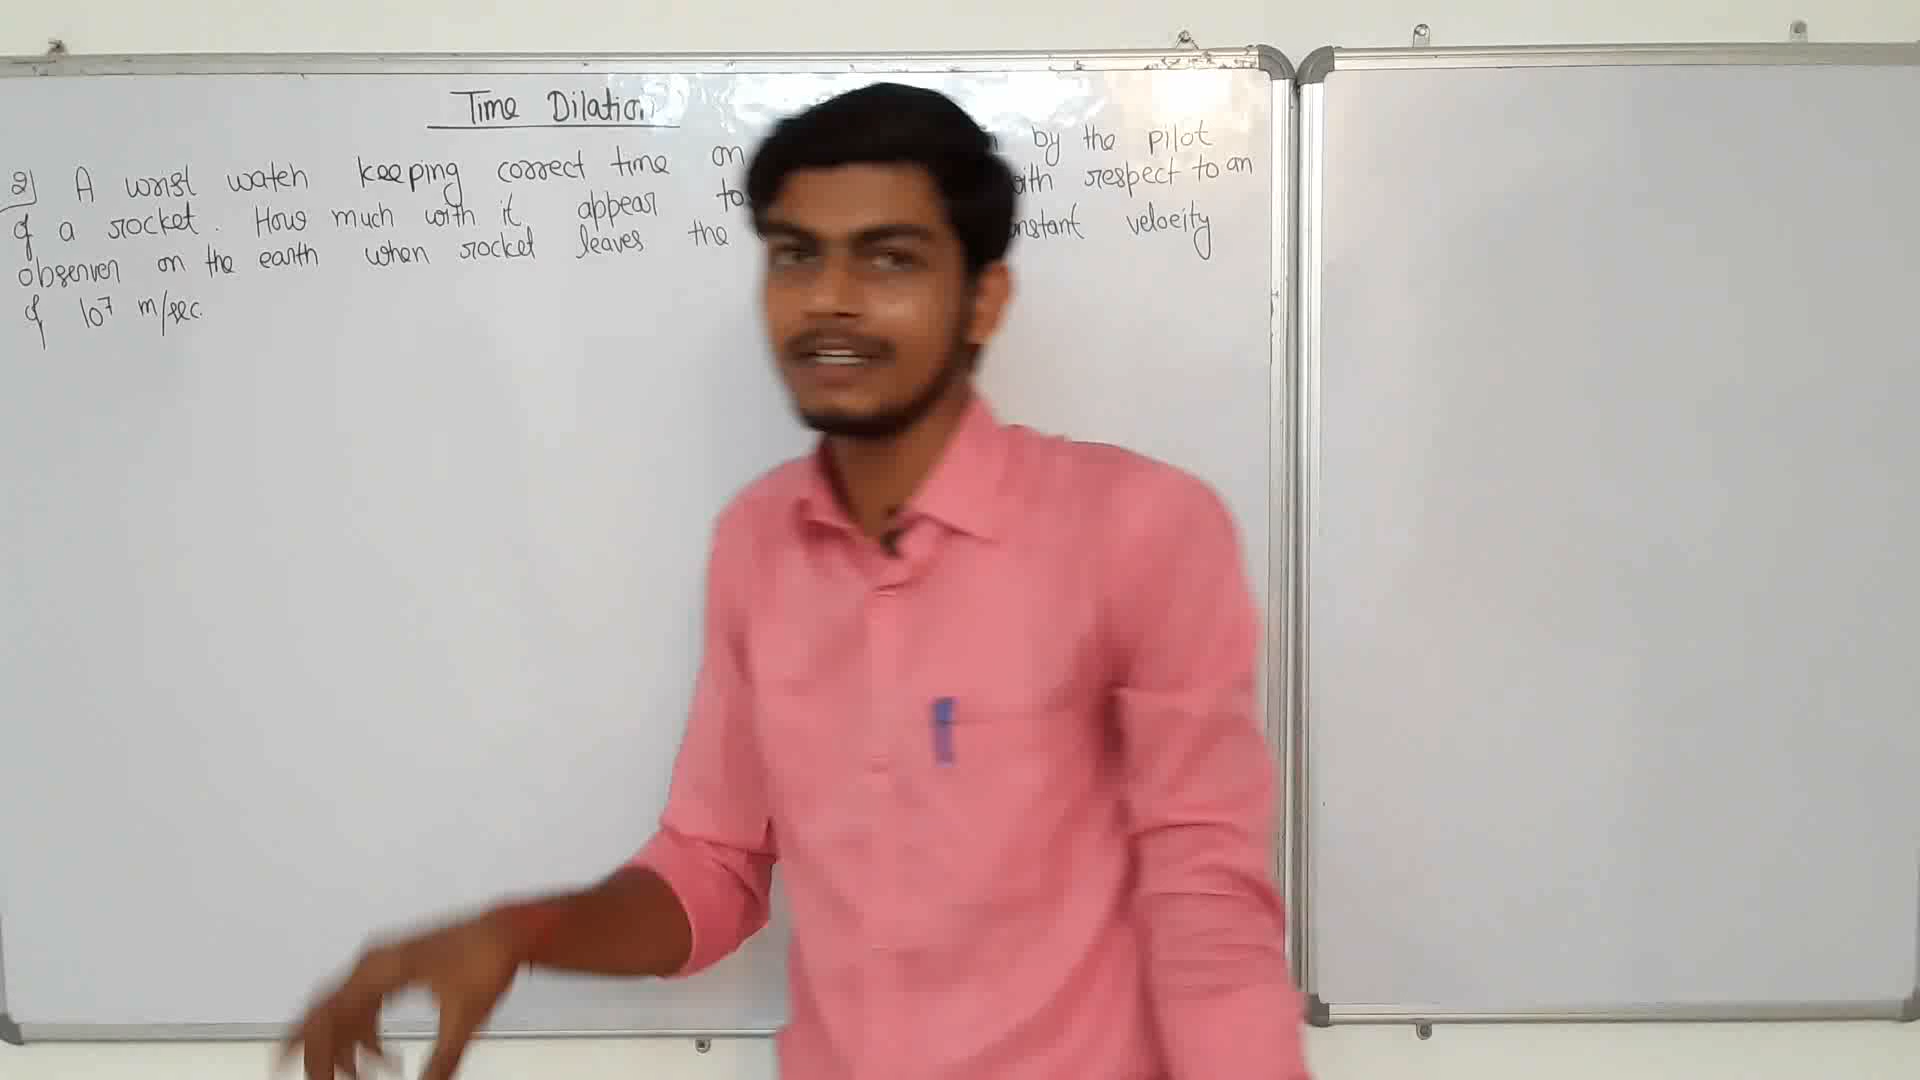 Time Dilation
2) A wrist watch keeping correct time on by the pilot
of a rocket. How much with it appear to with respect to an
observer on the earth when rocket leaves the constant velocity
of 10⁷ m/sec.